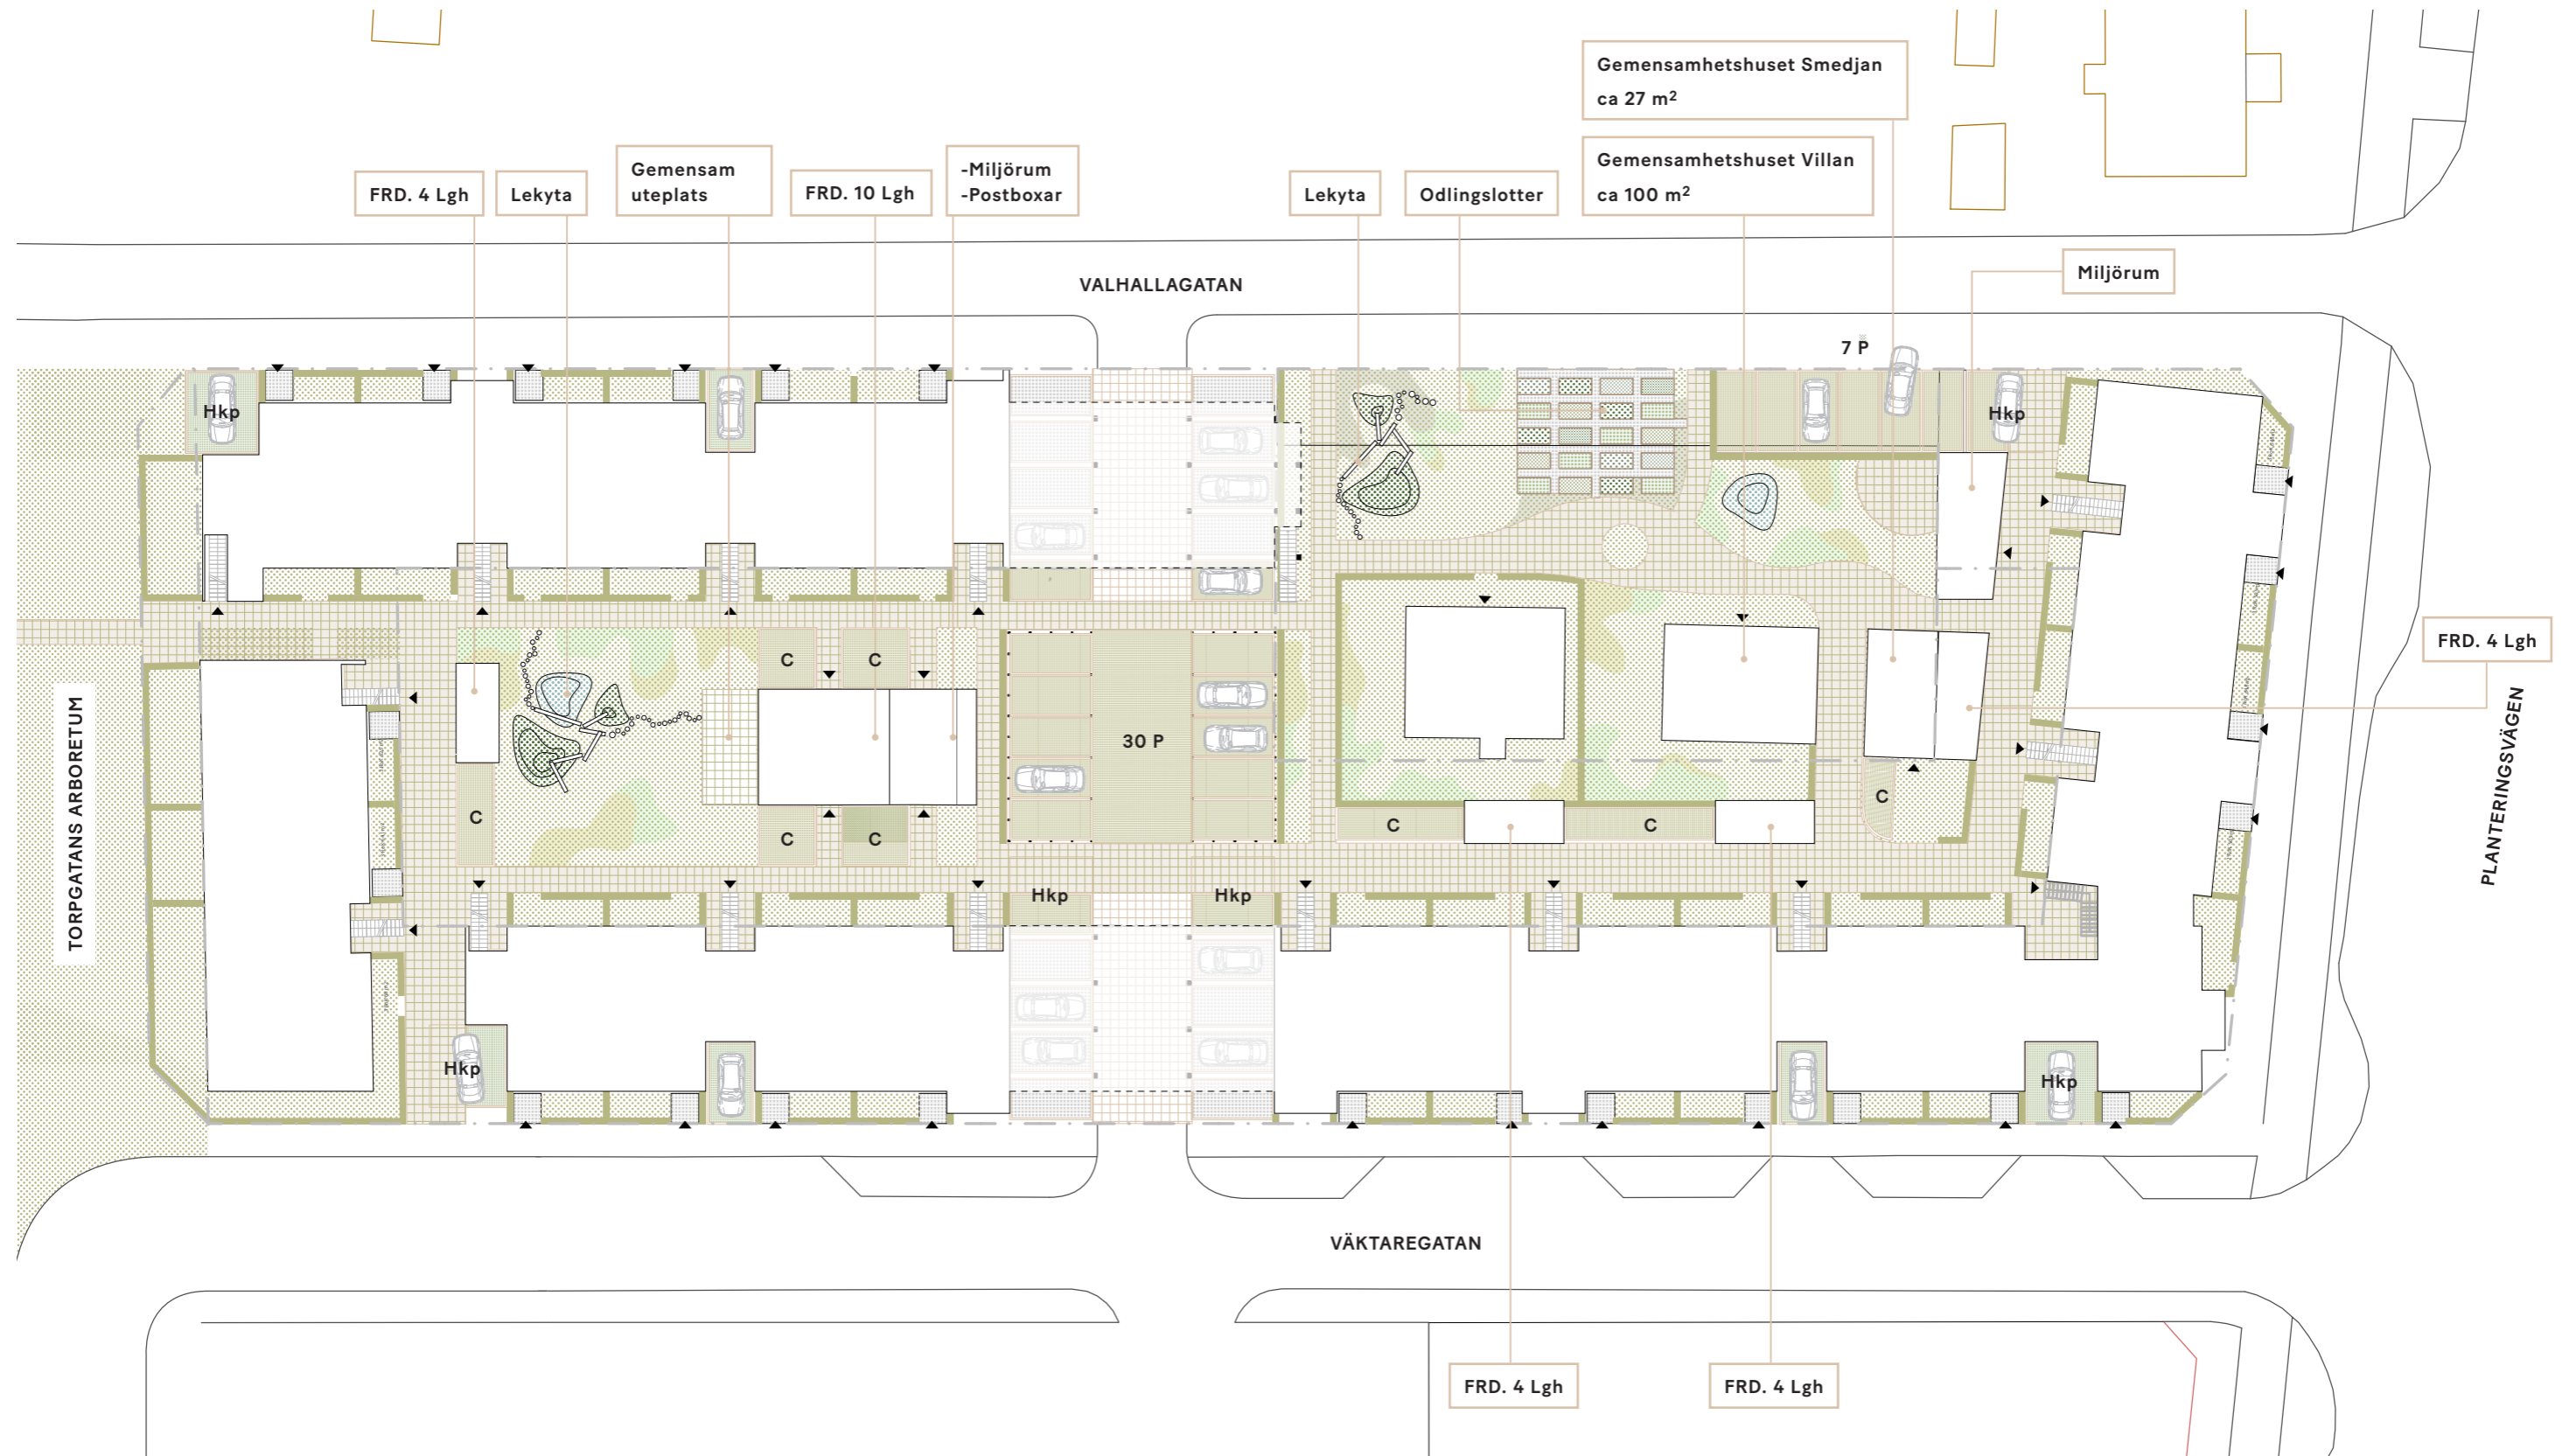 Gemensamhetshuset Smedjan
ca 27 m²
Gemensamhetshuset Villan
ca 100 m²
FRD. 4 Lgh
Lekyta
Gemensam
uteplats
FRD. 10 Lgh
-Miljörum
-Postboxar
Lekyta
Odlingslotter
Miljörum
VALHALLAGATAN
7 P
Hkp
Hkp
FRD. 4 Lgh
C
C
30 P
TORPGATANS ARBORETUM
PLANTERINGSVÄGEN
C
C
C
C
C
C
C
Hkp
Hkp
Hkp
Hkp
VÄKTAREGATAN
FRD. 4 Lgh
FRD. 4 Lgh